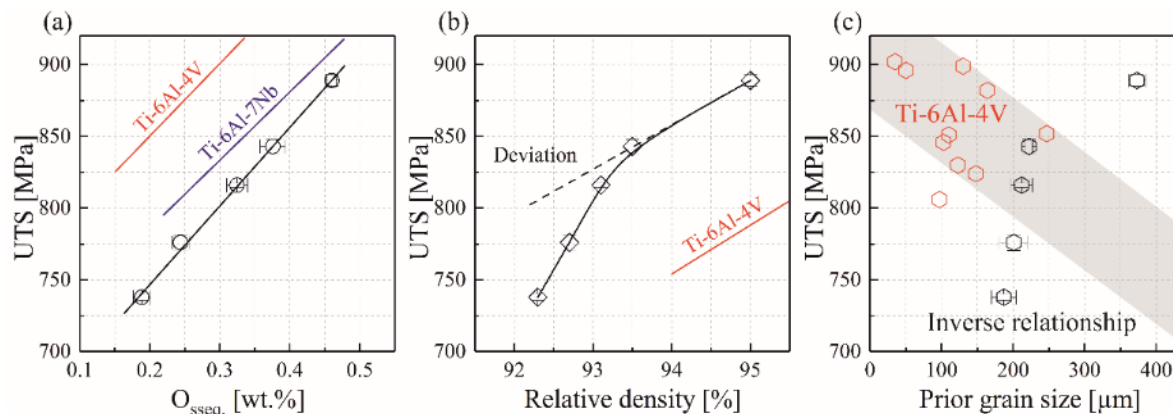 (a)
UTS [MPa]
900
850
800
750
700
Ti-6Al-4V
Ti-6Al-7Nb
0.1 0.2 0.3 0.4 0.5
Osseq. [wt.%]
(b)
UTS [MPa]
900
850
800
750
700
Deviation
Ti-6Al-4V
92 93 94 95
Relative density [%]
(c)
UTS [MPa]
900
850
800
750
700
Ti-6Al-4V
Inverse relationship
0 100 200 300 400
Prior grain size [µm]